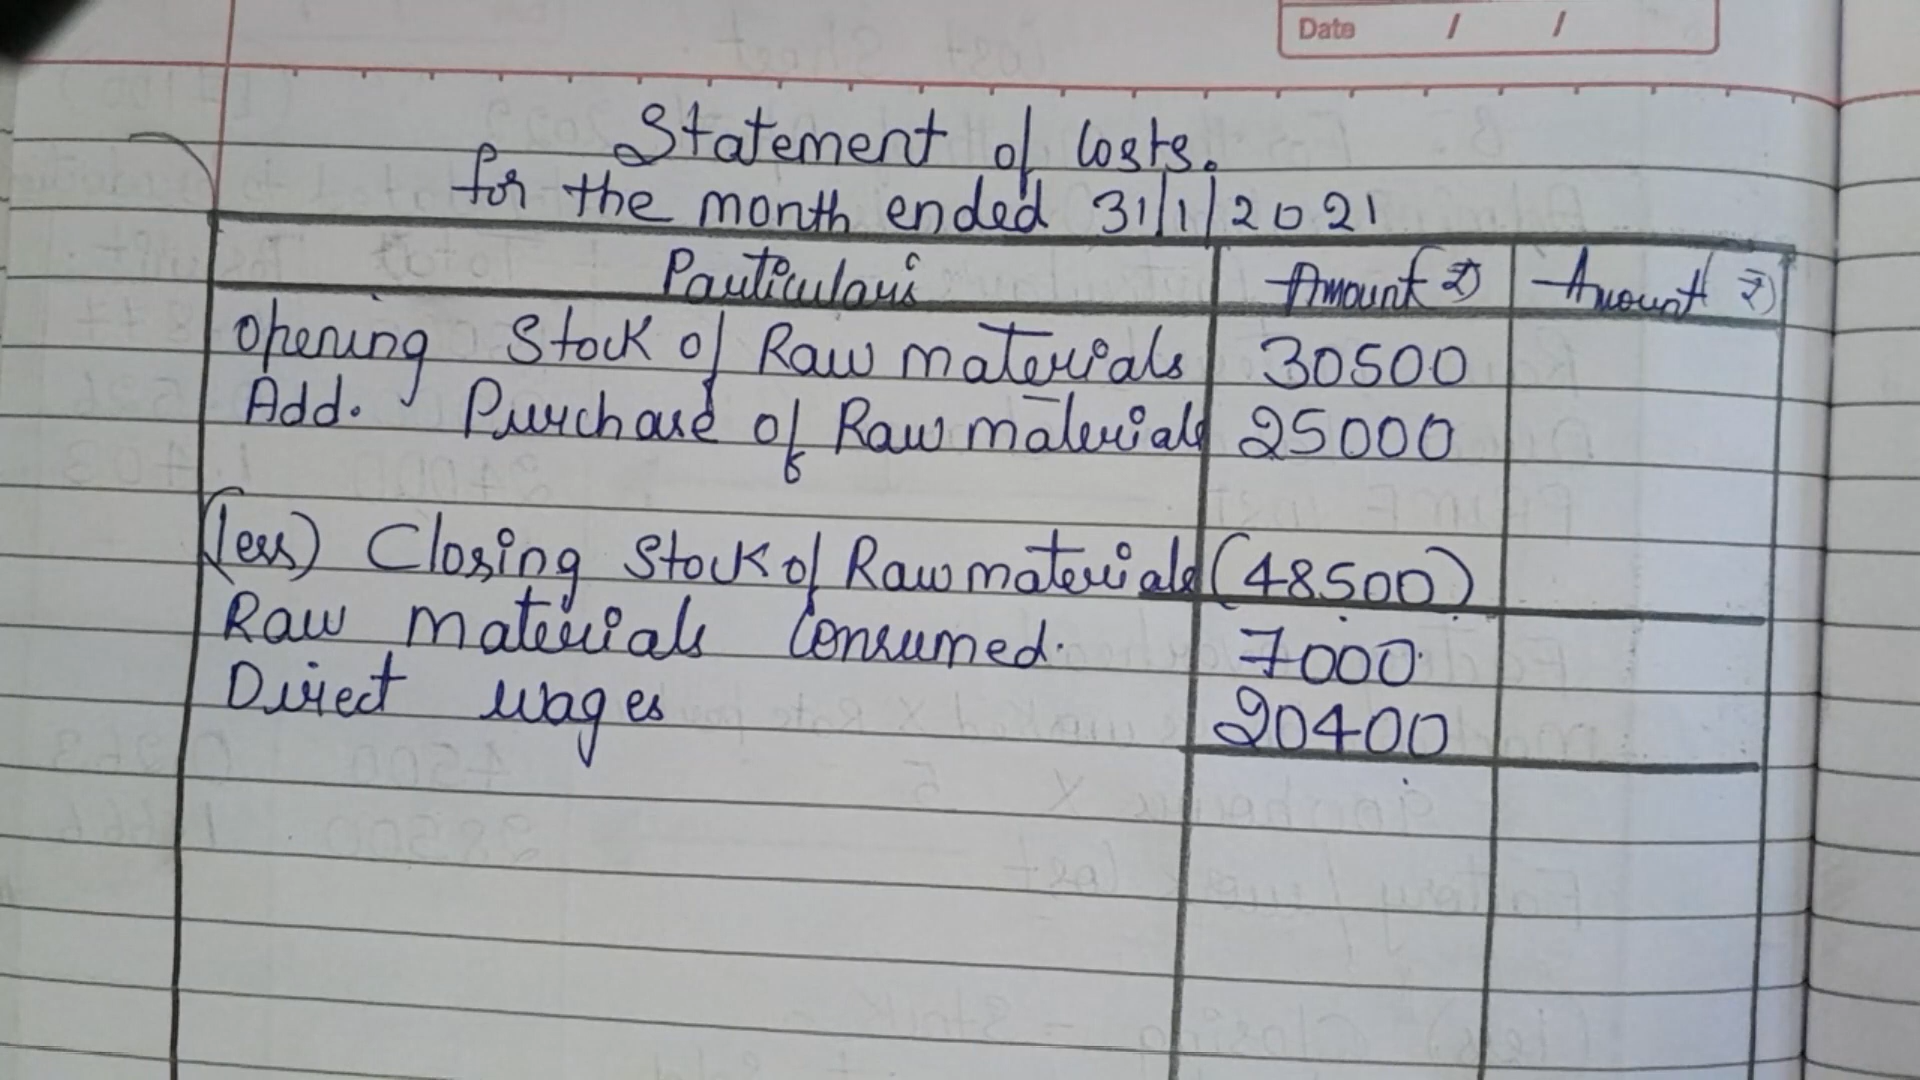 Date / /
Statement of Costs.
for the month ended 31/1/2021
Particulars Amount ₹ Amount ₹
Opening Stock of Raw materials 30500
Add. Purchase of Raw materials 25000
(less) Closing Stock of Raw materials (48500)
Raw materials Consumed. 7000
Direct wages 20400